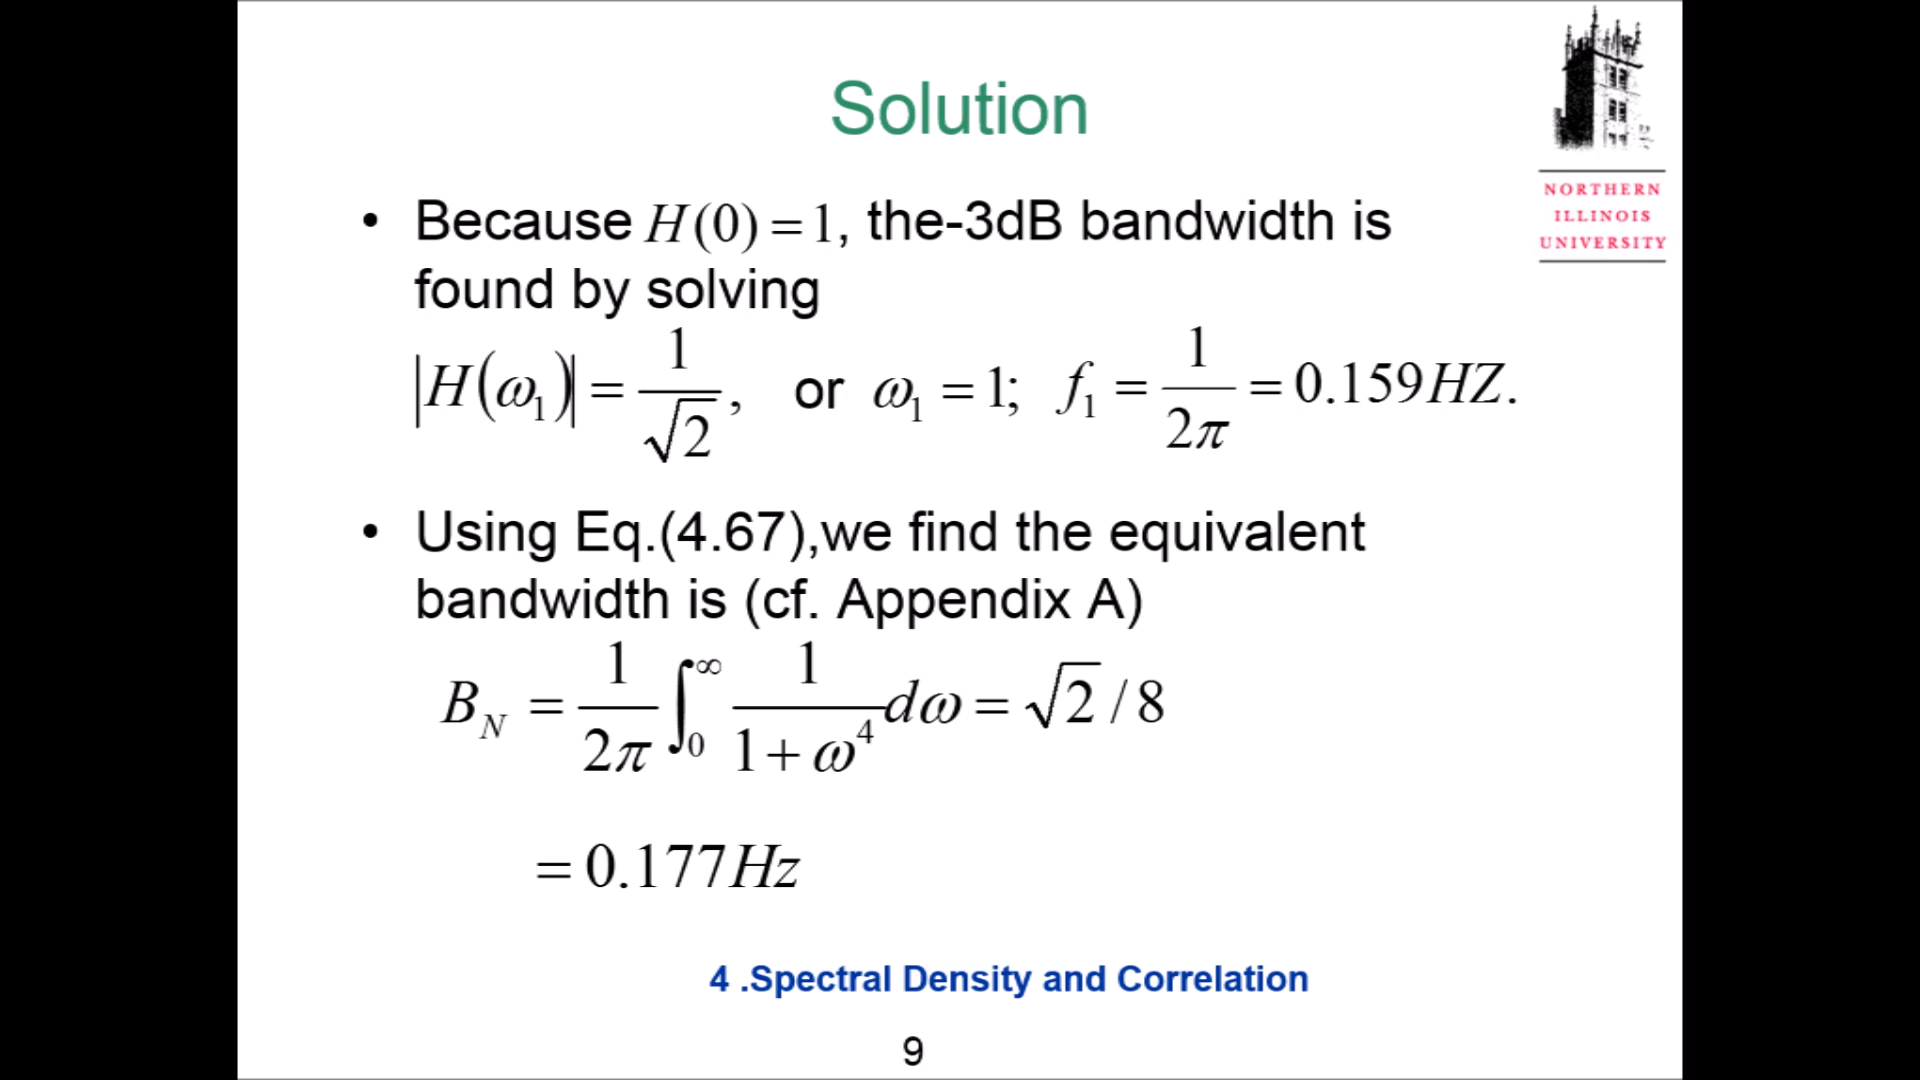 Solution
NORTHERN
ILLINOIS
UNIVERSITY
• Because H(0) = 1, the-3dB bandwidth is
found by solving
|H(ω₁)| = 1/√2, or ω₁ = 1; f₁ = 1/2π = 0.159HZ.
• Using Eq.(4.67),we find the equivalent
bandwidth is (cf. Appendix A)
B_N = 1/2π ∫₀^∞ 1/(1+ω⁴) dω = √2 / 8
= 0.177Hz
4 .Spectral Density and Correlation
9